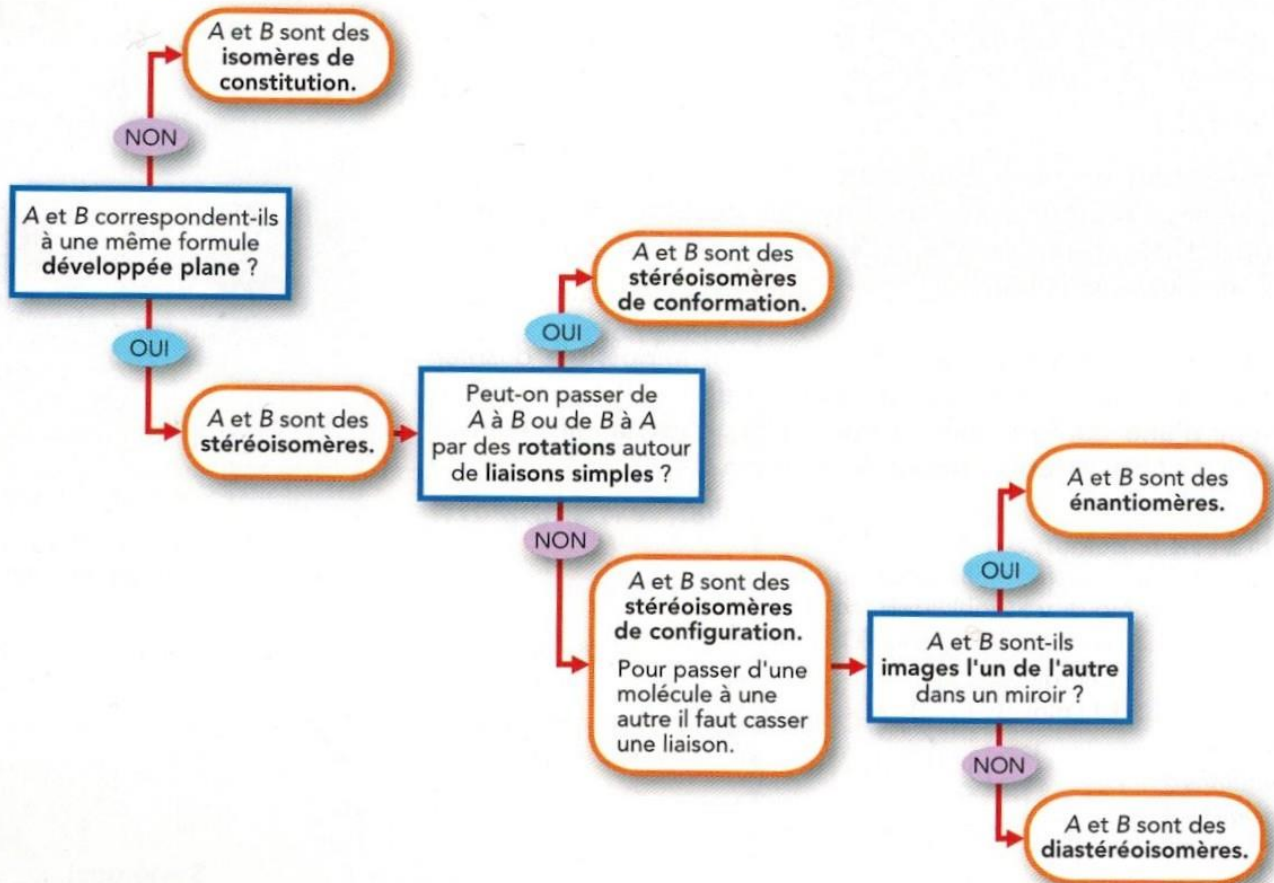 A et B sont des
isomères de
constitution.
NON
A et B correspondent-ils
à une même formule
développée plane ?
OUI
A et B sont des
stéréoisomères.
A et B sont des
stéréoisomères
de conformation.
OUI
Peut-on passer de
A à B ou de B à A
par des rotations autour
de liaisons simples ?
NON
A et B sont des
stéréoisomères
de configuration.
Pour passer d'une
molécule à une
autre il faut casser
une liaison.
A et B sont des
énantiomères.
OUI
A et B sont-ils
images l'un de l'autre
dans un miroir ?
NON
A et B sont des
diastéréoisomères.